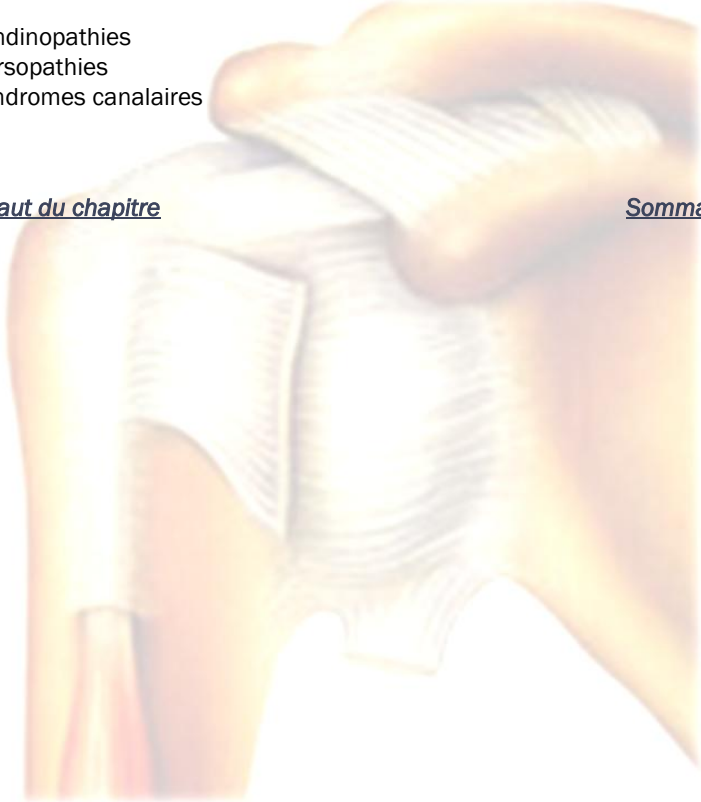 ndinopathies
rsopathies
ndromes canalaires
aut du chapitre
Somma